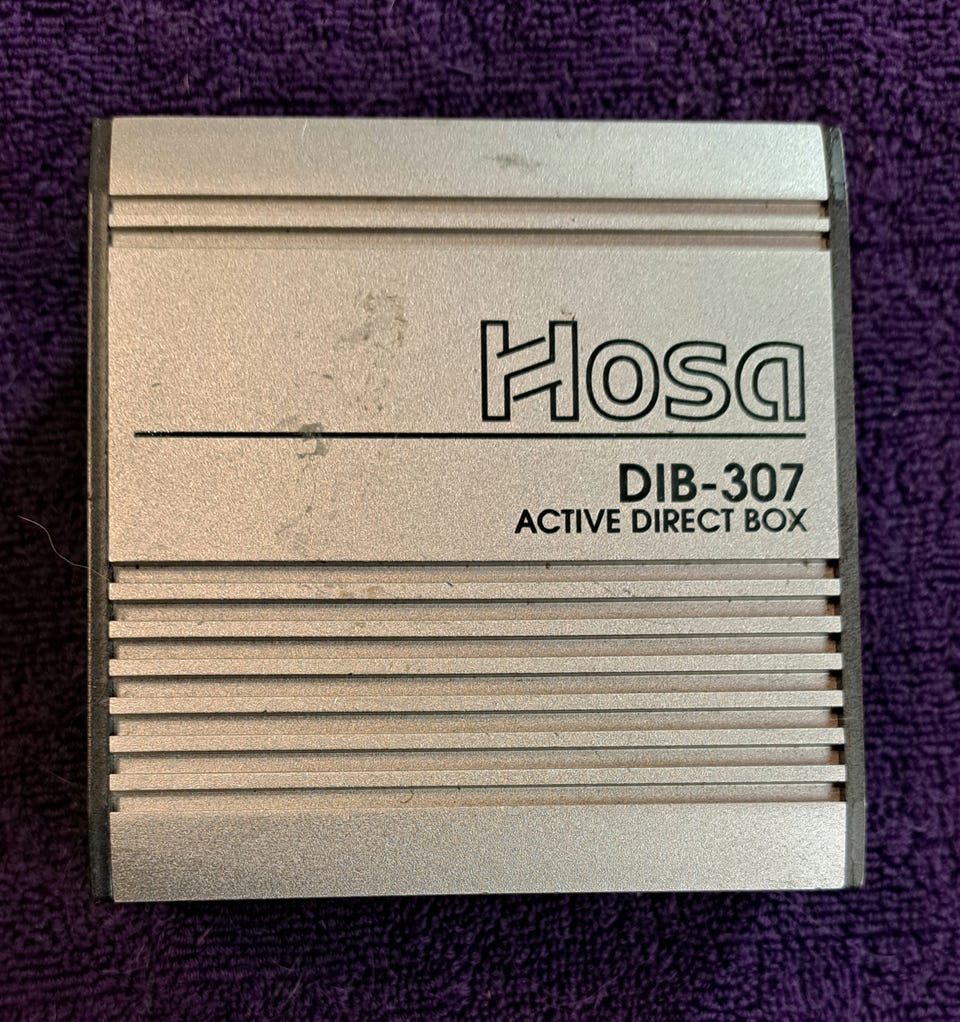 Hosa
DIB-307
ACTIVE DIRECT BOX